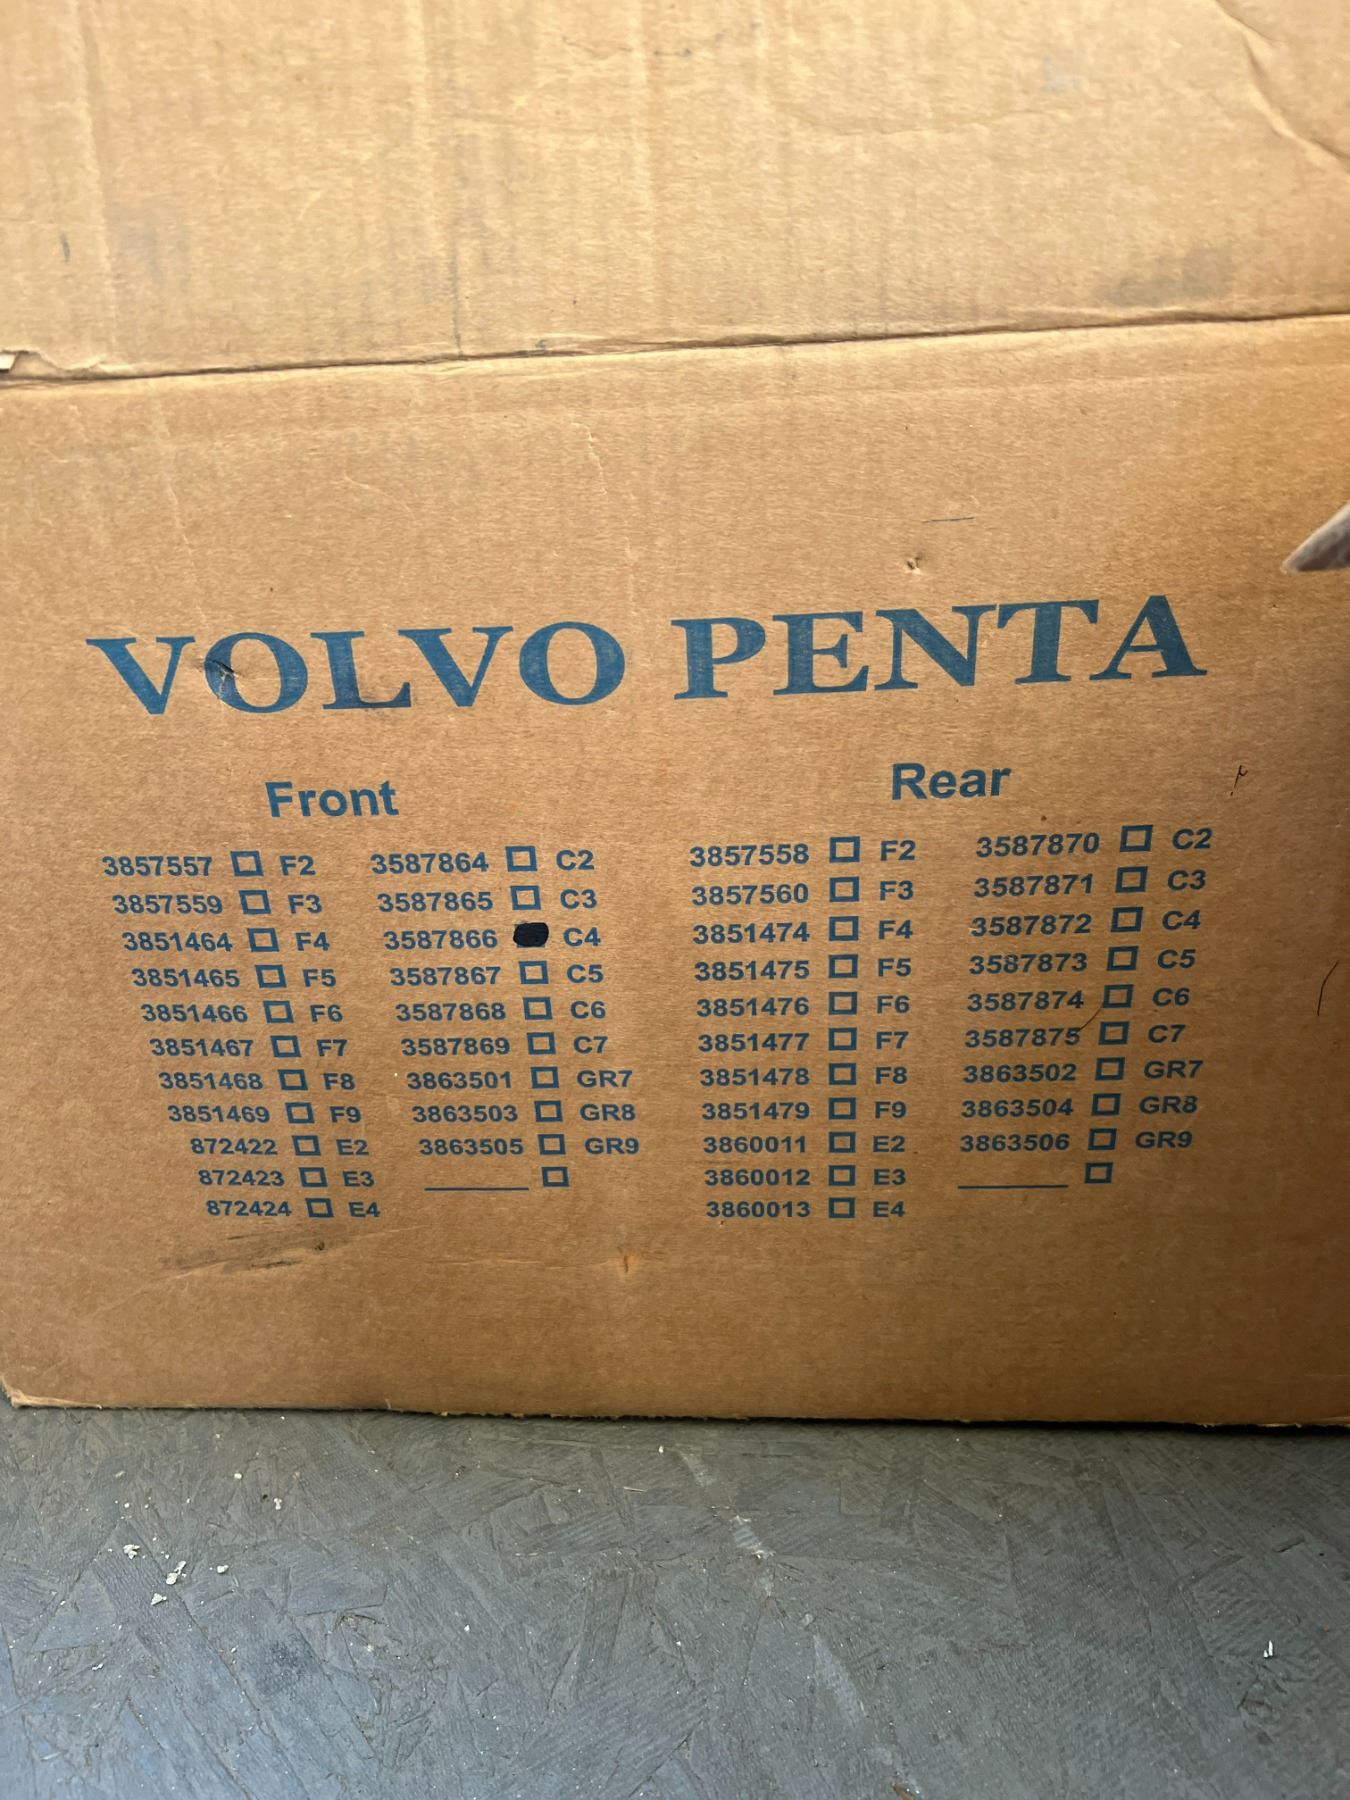 VOLVO PENTA
Front Rear
3857557 ☐ F2 3587864 ☐ C2 3857558 ☐ F2 3587870 ☐ C2
3857559 ☐ F3 3587865 ☐ C3 3857560 ☐ F3 3587871 ☐ C3
3851464 ☐ F4 3587866 ■ C4 3851474 ☐ F4 3587872 ☐ C4
3851465 ☐ F5 3587867 ☐ C5 3851475 ☐ F5 3587873 ☐ C5
3851466 ☐ F6 3587868 ☐ C6 3851476 ☐ F6 3587874 ☐ C6
3851467 ☐ F7 3587869 ☐ C7 3851477 ☐ F7 3587875 ☐ C7
3851468 ☐ F8 3863501 ☐ GR7 3851478 ☐ F8 3863502 ☐ GR7
3851469 ☐ F9 3863503 ☐ GR8 3851479 ☐ F9 3863504 ☐ GR8
872422 ☐ E2 3863505 ☐ GR9 3860011 ☐ E2 3863506 ☐ GR9
872423 ☐ E3 _______ ☐ 3860012 ☐ E3 _______ ☐
872424 ☐ E4 3860013 ☐ E4